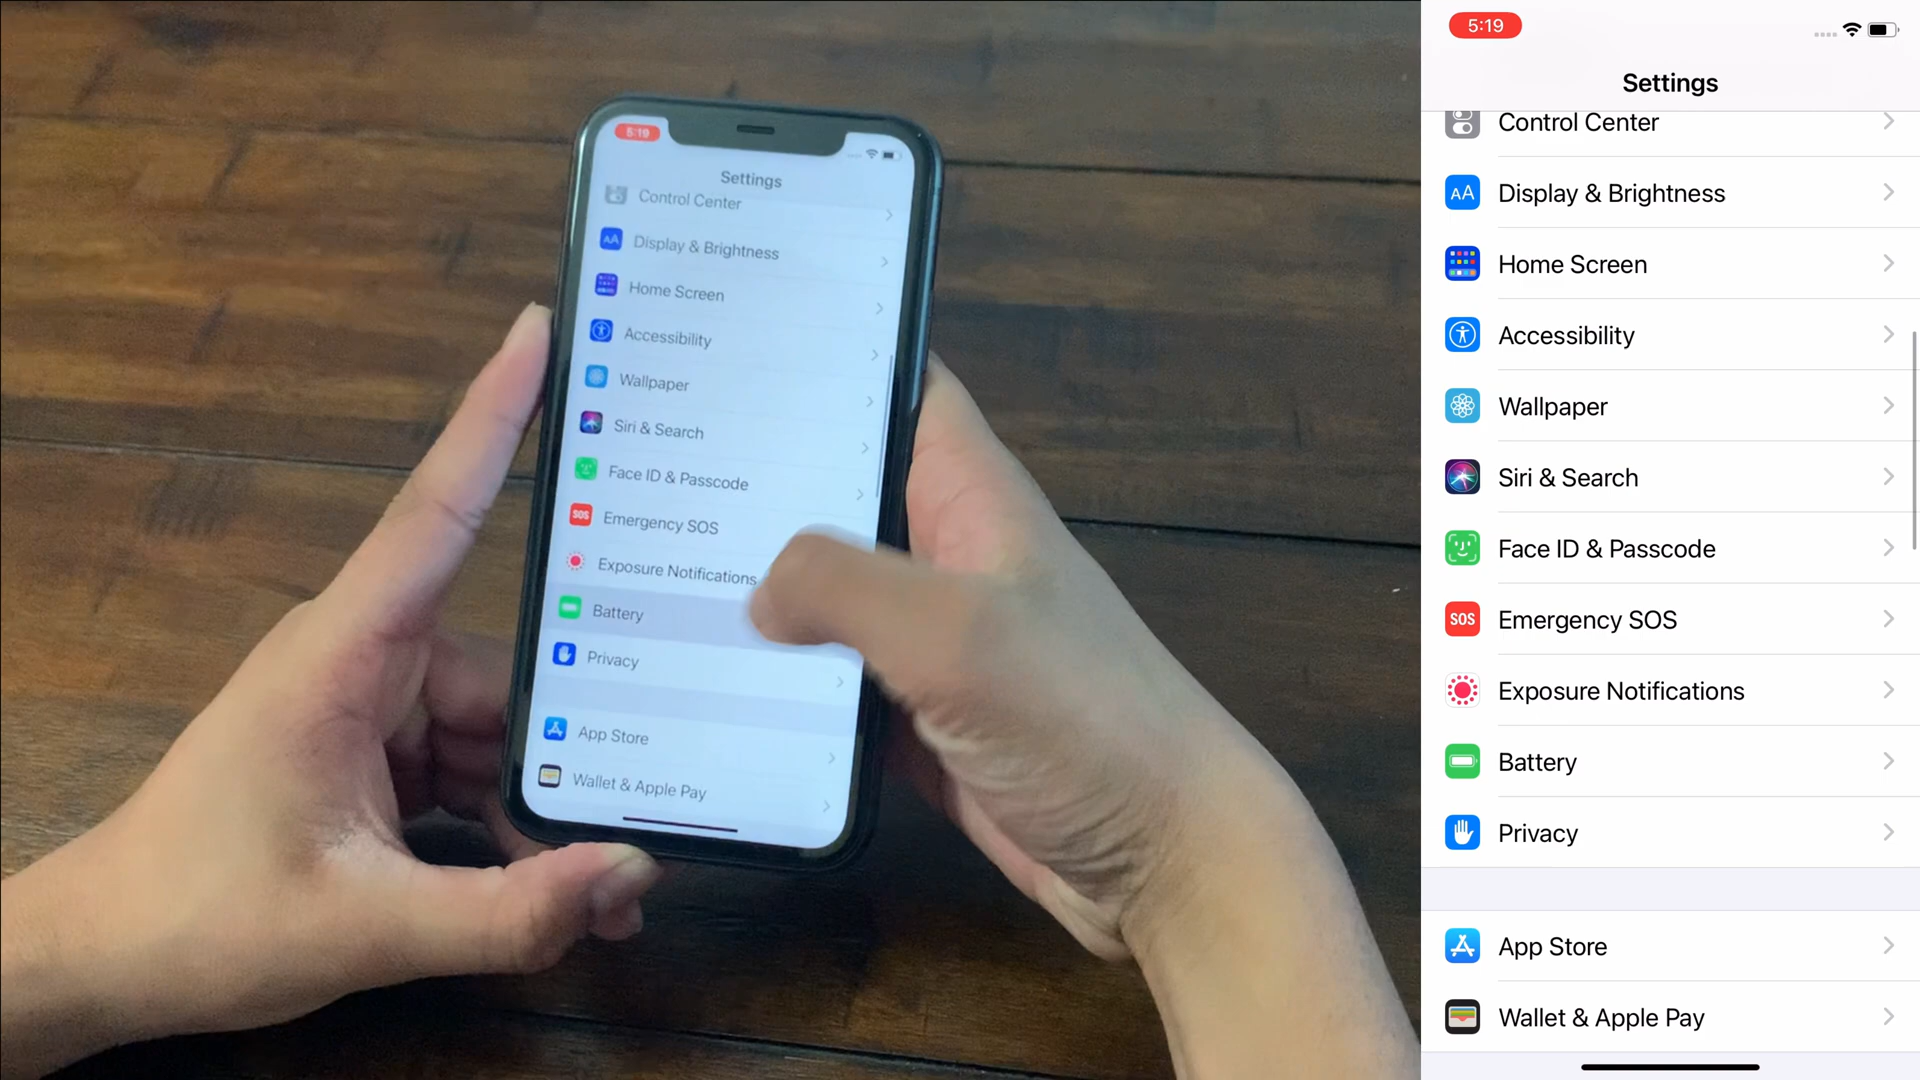 5:19
Settings
Control Center
Display & Brightness
Home Screen
Accessibility
Wallpaper
Siri & Search
Face ID & Passcode
SOS Emergency SOS
Exposure Notifications
Battery
Privacy
App Store
Wallet & Apple Pay
5:19
Settings
Control Center
AA Display & Brightness
Home Screen
Accessibility
Wallpaper
Siri & Search
Face ID & Passcode
SOS Emergency SOS
Exposure Notifications
Battery
Privacy
App Store
Wallet & Apple Pay